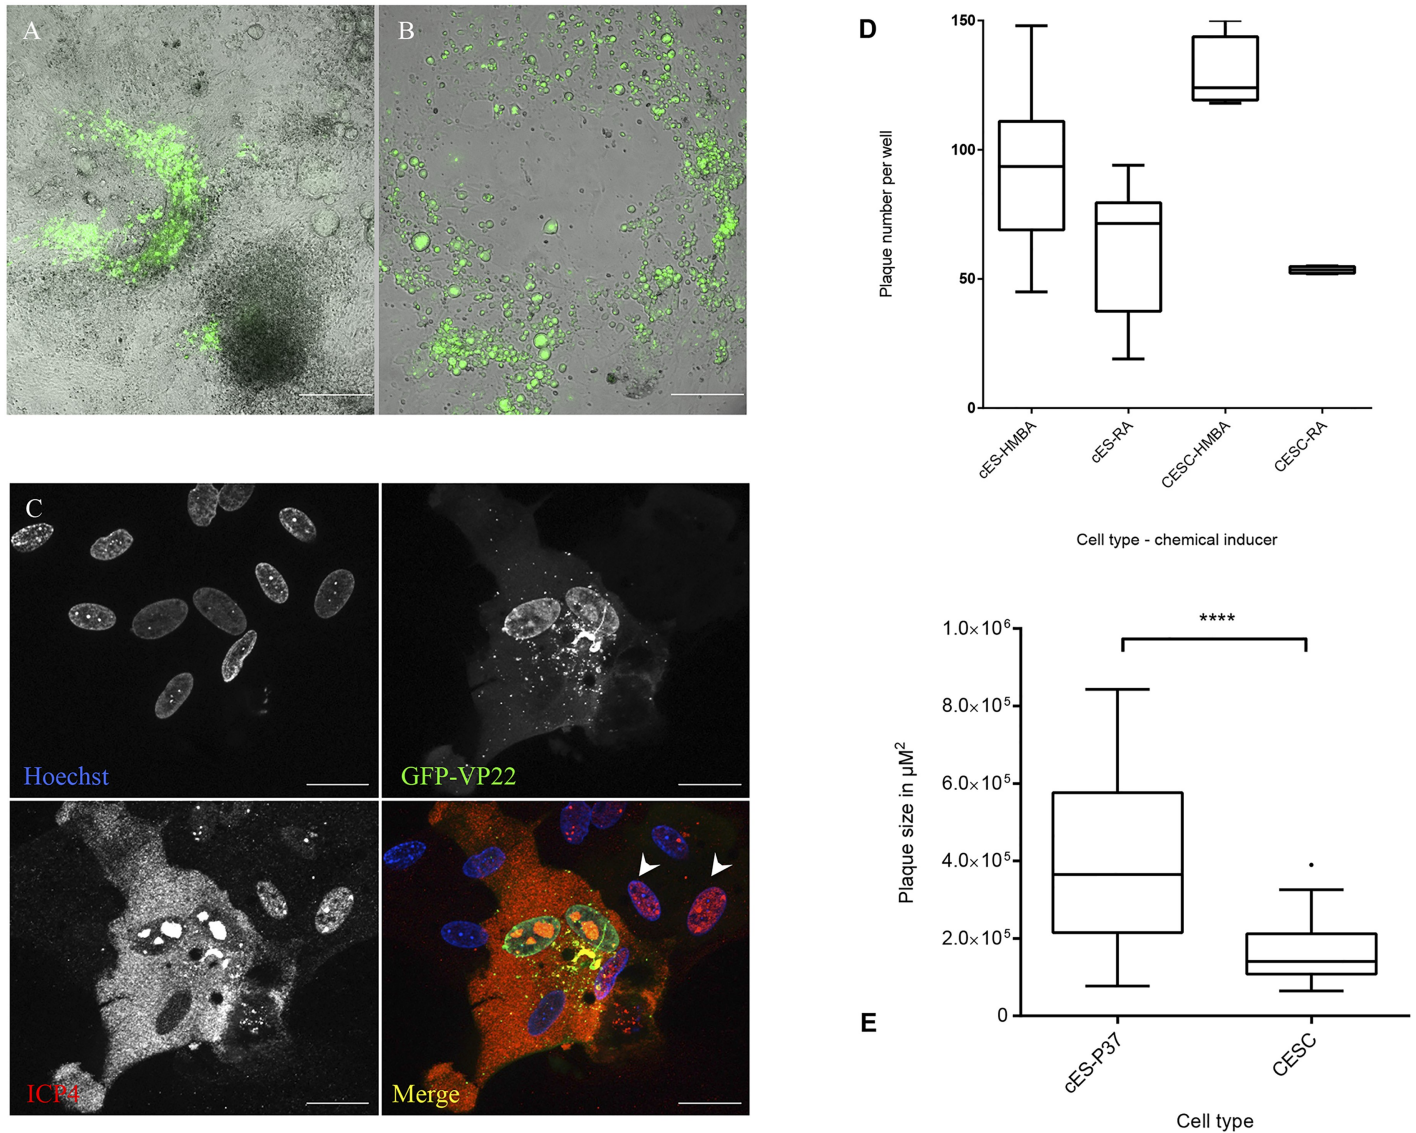 A
B
C
Hoechst
GFP-VP22
ICP4
Merge
D
Plaque number per well
150
100
50
0
cES-HMBA
cES-RA
CESC-HMBA
CESC-RA
Cell type - chemical inducer
E
Plaque size in µM²
1.0×10⁶
8.0×10⁵
6.0×10⁵
4.0×10⁵
2.0×10⁵
0
****
cES-P37
CESC
Cell type